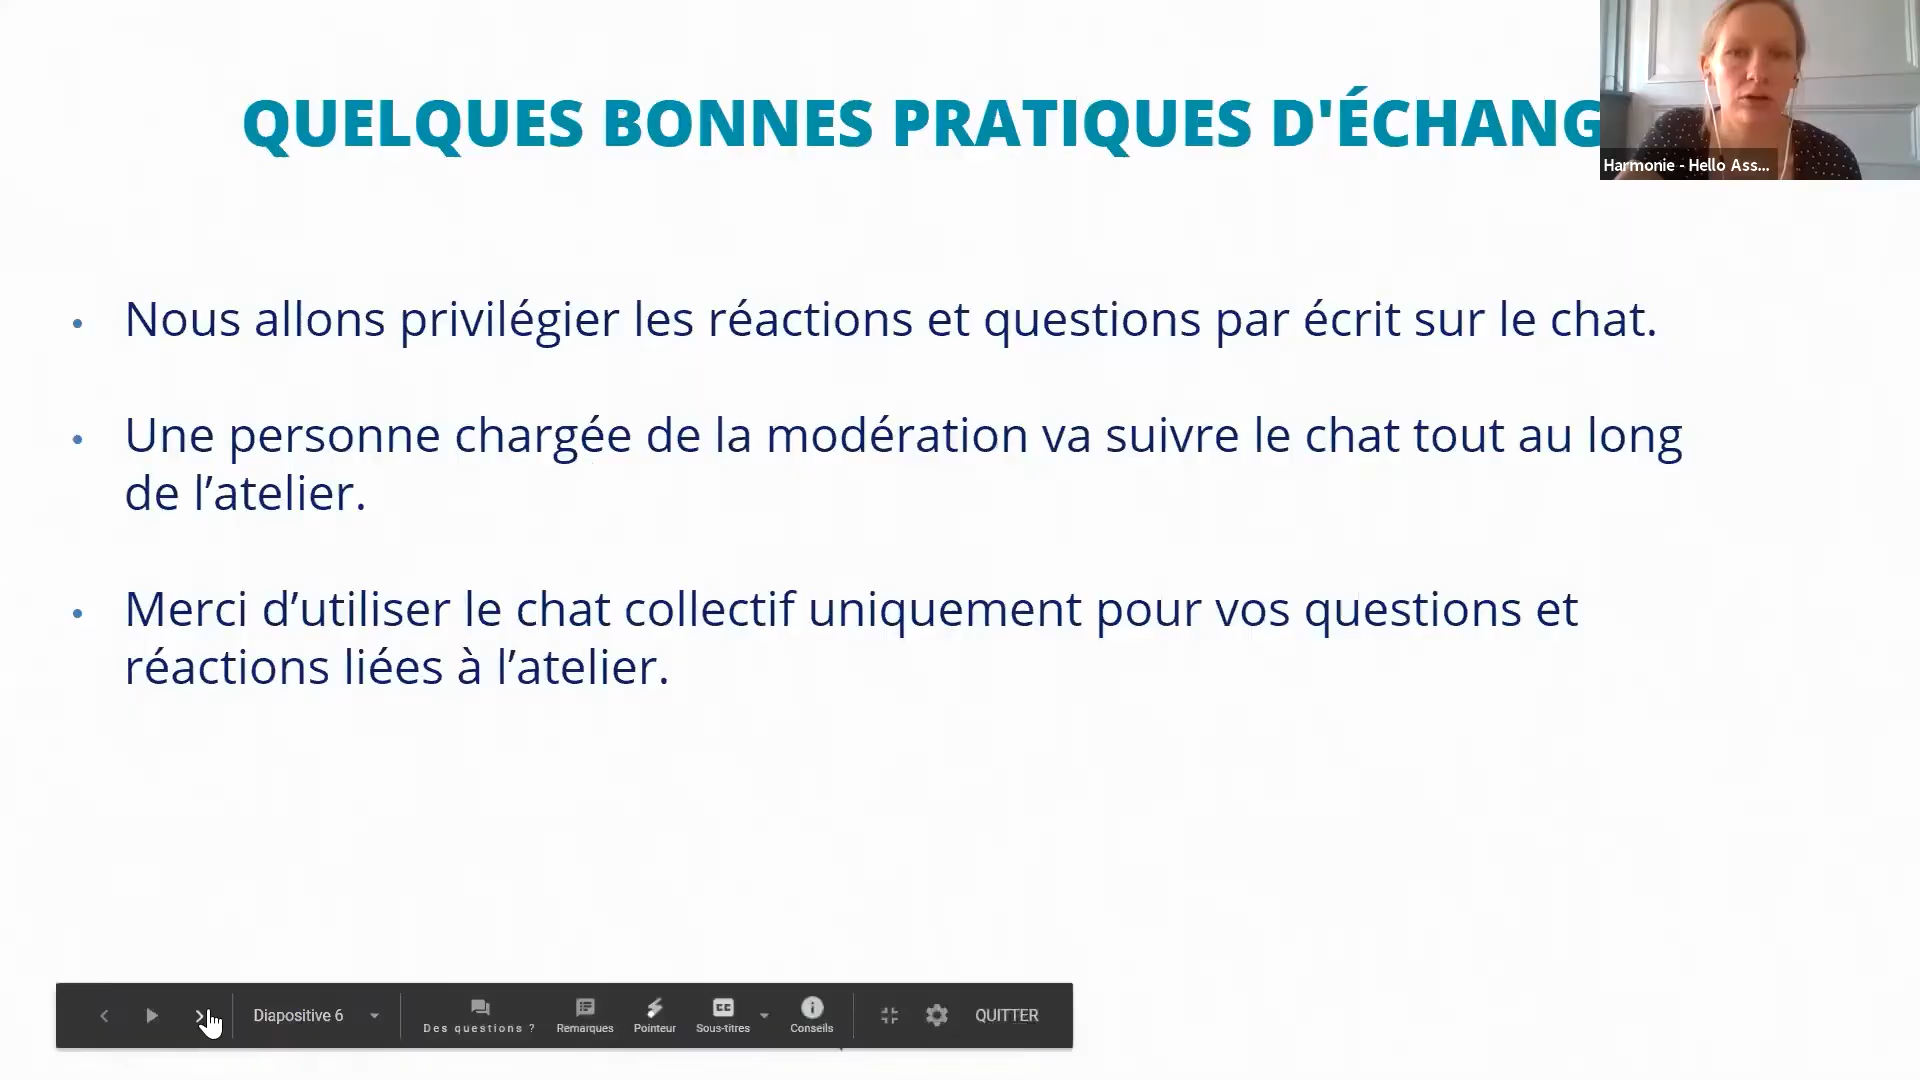 QUELQUES BONNES PRATIQUES D'ÉCHANG
Harmonie - Hello Ass...
• Nous allons privilégier les réactions et questions par écrit sur le chat.
• Une personne chargée de la modération va suivre le chat tout au long
de l’atelier.
• Merci d’utiliser le chat collectif uniquement pour vos questions et
réactions liées à l’atelier.
Diapositive 6
Des questions ?
Remarques
Pointeur
CC
Sous-titres
Conseils
QUITTER